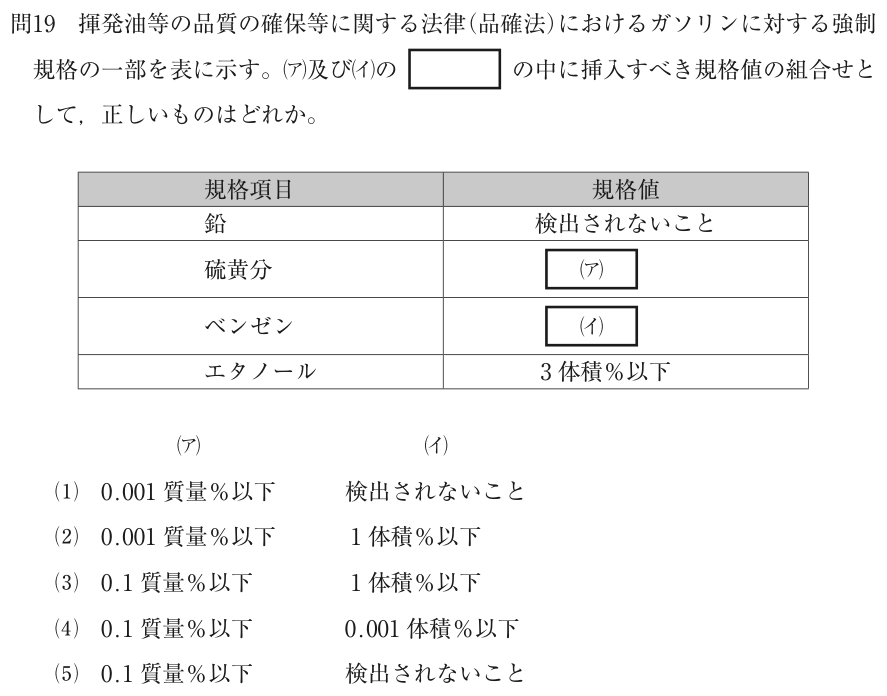 問19 揮発油等の品質の確保等に関する法律(品確法)におけるガソリンに対する強制
規格の一部を表に示す。(ア)及び(イ)の の中に挿入すべき規格値の組合せと
して，正しいものはどれか。
規格項目 規格値
鉛 検出されないこと
硫黄分 (ア)
ベンゼン (イ)
エタノール 3体積％以下
(ア) (イ)
(1) 0.001質量％以下 検出されないこと
(2) 0.001質量％以下 1体積％以下
(3) 0.1質量％以下 1体積％以下
(4) 0.1質量％以下 0.001体積％以下
(5) 0.1質量％以下 検出されないこと